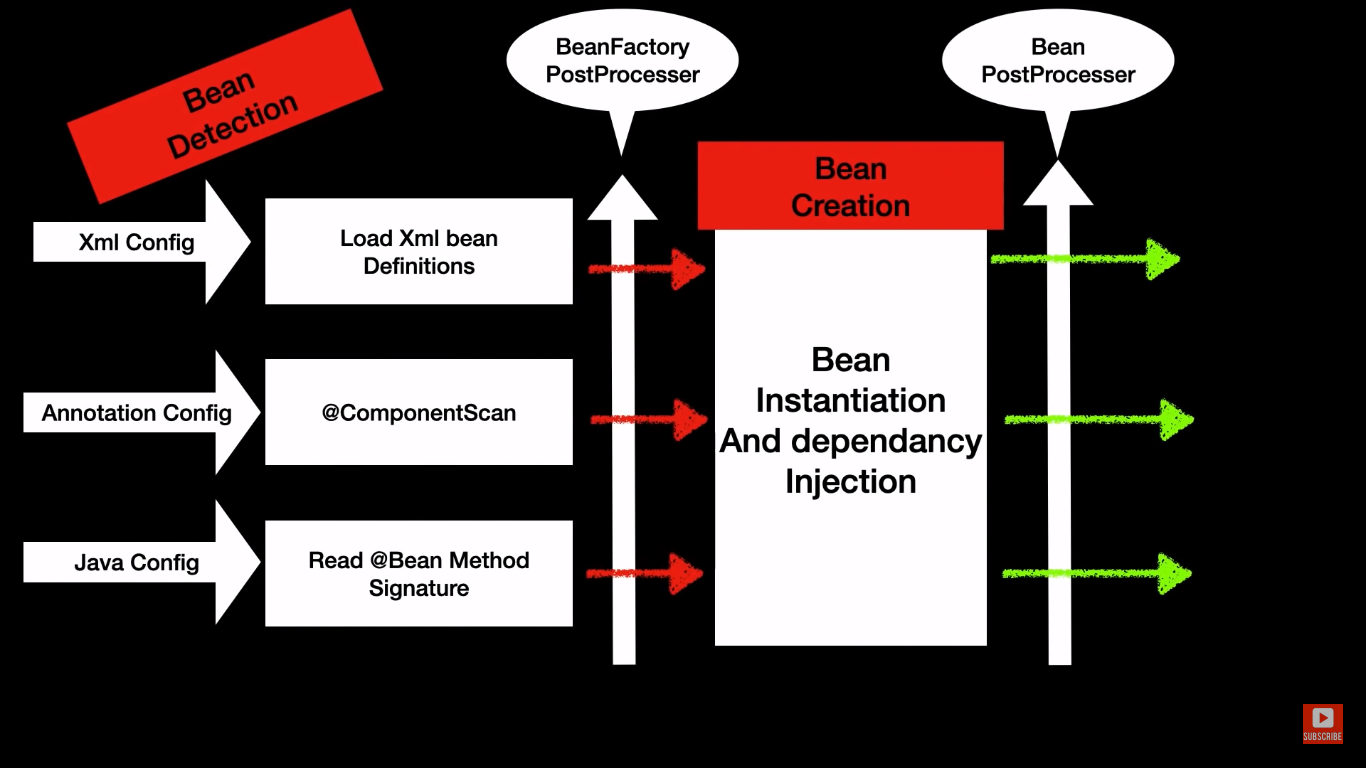 Bean
Detection
BeanFactory
PostProcesser
Bean
PostProcesser
Bean
Creation
Xml Config
Load Xml bean
Definitions
Annotation Config
@ComponentScan
Java Config
Read @Bean Method
Signature
Bean
Instantiation
And dependancy
Injection
SUBSCRIBE